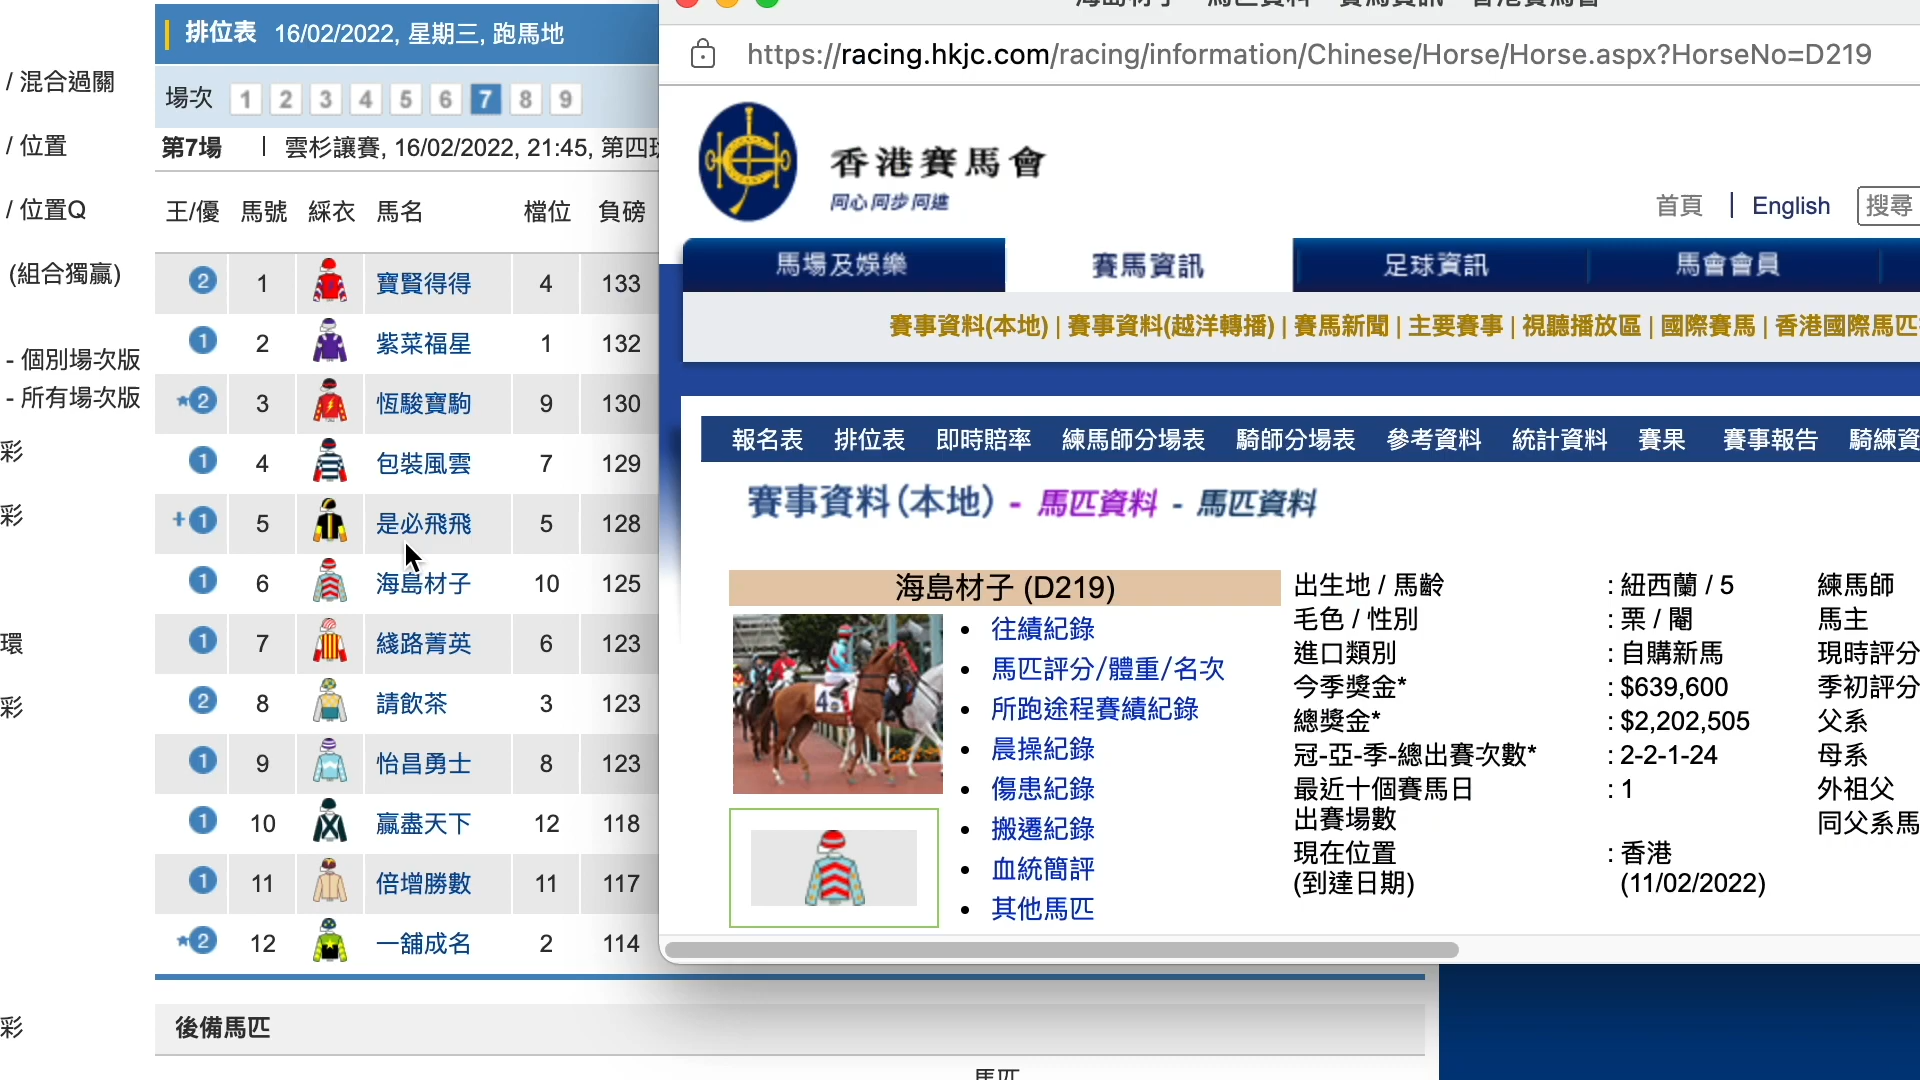 排位表 16/02/2022, 星期三, 跑馬地
/ 混合過關
/ 位置
/ 位置Q
(組合獨贏)
- 個別場次版
- 所有場次版
彩
彩
環
彩
彩
場次 1 2 3 4 5 6 7 8 9
第7場 | 雲杉讓賽, 16/02/2022, 21:45, 第四
王/優 馬號 綵衣 馬名 檔位 負磅
2 1 寶賢得得 4 133
1 2 紫菜福星 1 132
★2 3 恆駿寶駒 9 130
1 4 包裝風雲 7 129
+1 5 是必飛飛 5 128
1 6 海島材子 10 125
1 7 綫路菁英 6 123
2 8 請飲茶 3 123
1 9 怡昌勇士 8 123
1 10 贏盡天下 12 118
1 11 倍增勝數 11 117
★2 12 一舖成名 2 114
後備馬匹
馬匹
https://racing.hkjc.com/racing/information/Chinese/Horse/Horse.aspx?HorseNo=D219
香港賽馬會
同心同步同進
首頁 | English 搜尋
馬場及娛樂 賽馬資訊 足球資訊 馬會會員
賽事資料(本地) | 賽事資料(越洋轉播) | 賽馬新聞 | 主要賽事 | 視聽播放區 | 國際賽馬 | 香港國際馬匹
報名表 排位表 即時賠率 練馬師分場表 騎師分場表 參考資料 統計資料 賽果 賽事報告 騎練資
賽事資料(本地) - 馬匹資料 - 馬匹資料
海島材子 (D219)
4
• 往績紀錄
• 馬匹評分/體重/名次
• 所跑途程賽績紀錄
• 晨操紀錄
• 傷患紀錄
• 搬遷紀錄
• 血統簡評
• 其他馬匹
出生地 / 馬齡 : 紐西蘭 / 5 練馬師
毛色 / 性別 : 栗 / 閹 馬主
進口類別 : 自購新馬 現時評分
今季獎金* : $639,600 季初評分
總獎金* : $2,202,505 父系
冠-亞-季-總出賽次數* : 2-2-1-24 母系
最近十個賽馬日 : 1 外祖父
出賽場數 同父系馬
現在位置 : 香港
(到達日期) (11/02/2022)